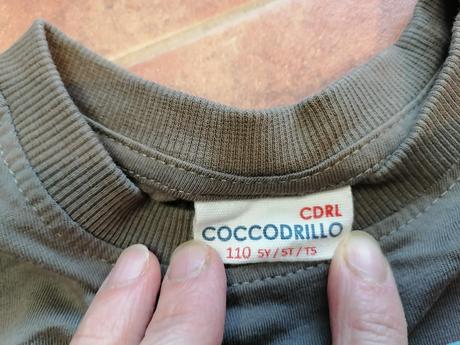 CDRL
COCCODRILLO
110 5Y / 5T / T5